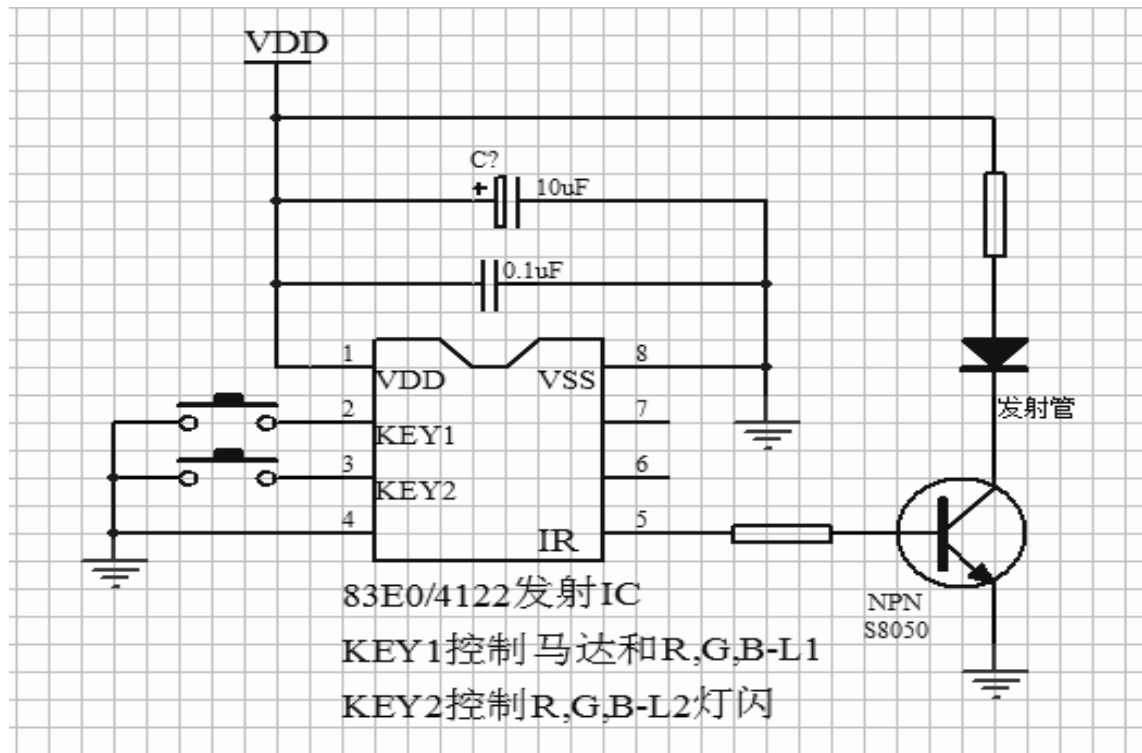 VDD
C?
+
10uF
0.1uF
1
8
VDD
VSS
2
7
KEY1
3
6
KEY2
4
5
IR
发射管
83E0/4122发射IC
NPN
S8050
KEY1控制马达和R,G,B-L1
KEY2控制R,G,B-L2灯闪